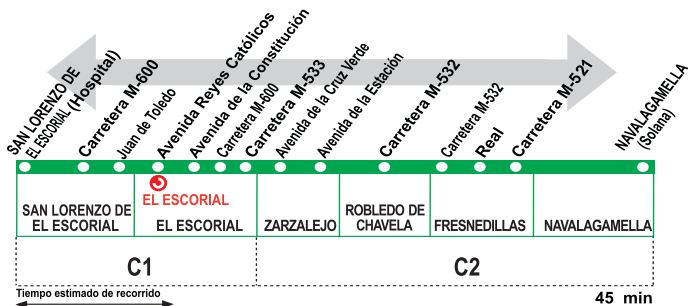 SAN LORENZO DE
EL ESCORIAL (Hospital)
Carretera M-600
Juan de Toledo
Avenida Reyes Católicos
Avenida de la Constitución
Carretera M-600
Carretera M-533
Avenida de la Cruz Verde
Avenida de la Estación
Carretera M-532
Carretera M-532
Real
Carretera M-521
NAVALAGAMELLA
(Solana)
EL ESCORIAL
SAN LORENZO DE
EL ESCORIAL
EL ESCORIAL
ZARZALEJO
ROBLEDO DE
CHAVELA
FRESNEDILLAS
NAVALAGAMELLA
C1
C2
Tiempo estimado de recorrido
45 min